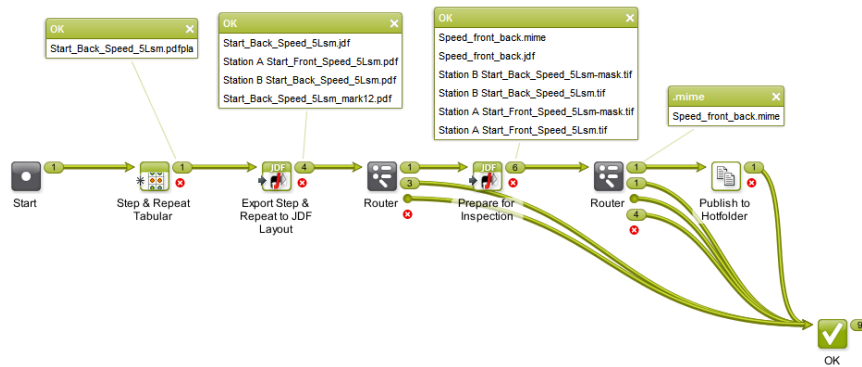 OK
Start_Back_Speed_5Lsm.pdfpla
OK
Start_Back_Speed_5Lsm.jdf
Station A Start_Front_Speed_5Lsm.pdf
Station B Start_Back_Speed_5Lsm.pdf
Start_Back_Speed_5Lsm_mark12.pdf
OK
Speed_front_back.mime
Speed_front_back.jdf
Station B Start_Back_Speed_5Lsm-mask.tif
Station B Start_Back_Speed_5Lsm.tif
Station A Start_Front_Speed_5Lsm-mask.tif
Station A Start_Front_Speed_5Lsm.tif
.mime
Speed_front_back.mime
1
Start
1
Step & Repeat
Tabular
JDF
4
Export Step &
Repeat to JDF
Layout
1
3
Router
JDF
6
Prepare for
Inspection
1
1
4
Router
1
Publish to
Hotfolder
9
OK